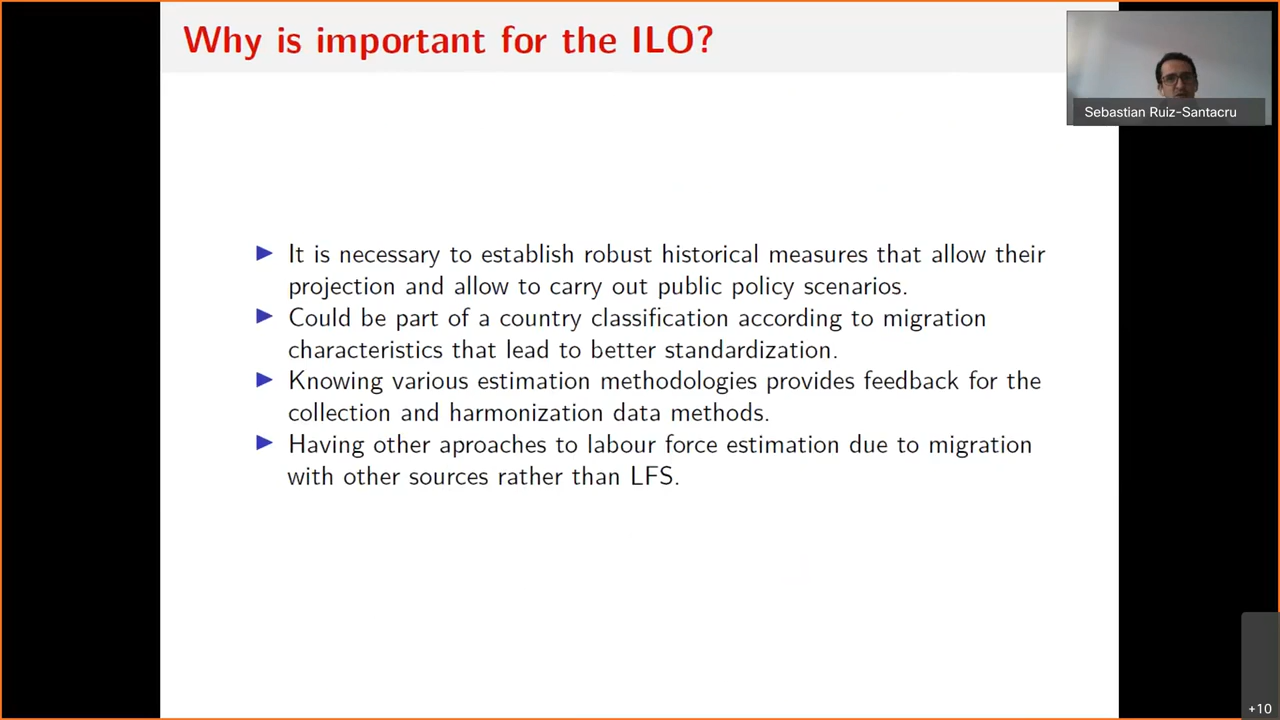 Why is important for the ILO?
Sebastian Ruiz-Santacru
It is necessary to establish robust historical measures that allow their
projection and allow to carry out public policy scenarios.
Could be part of a country classification according to migration
characteristics that lead to better standardization.
Knowing various estimation methodologies provides feedback for the
collection and harmonization data methods.
Having other aproaches to labour force estimation due to migration
with other sources rather than LFS.
+10